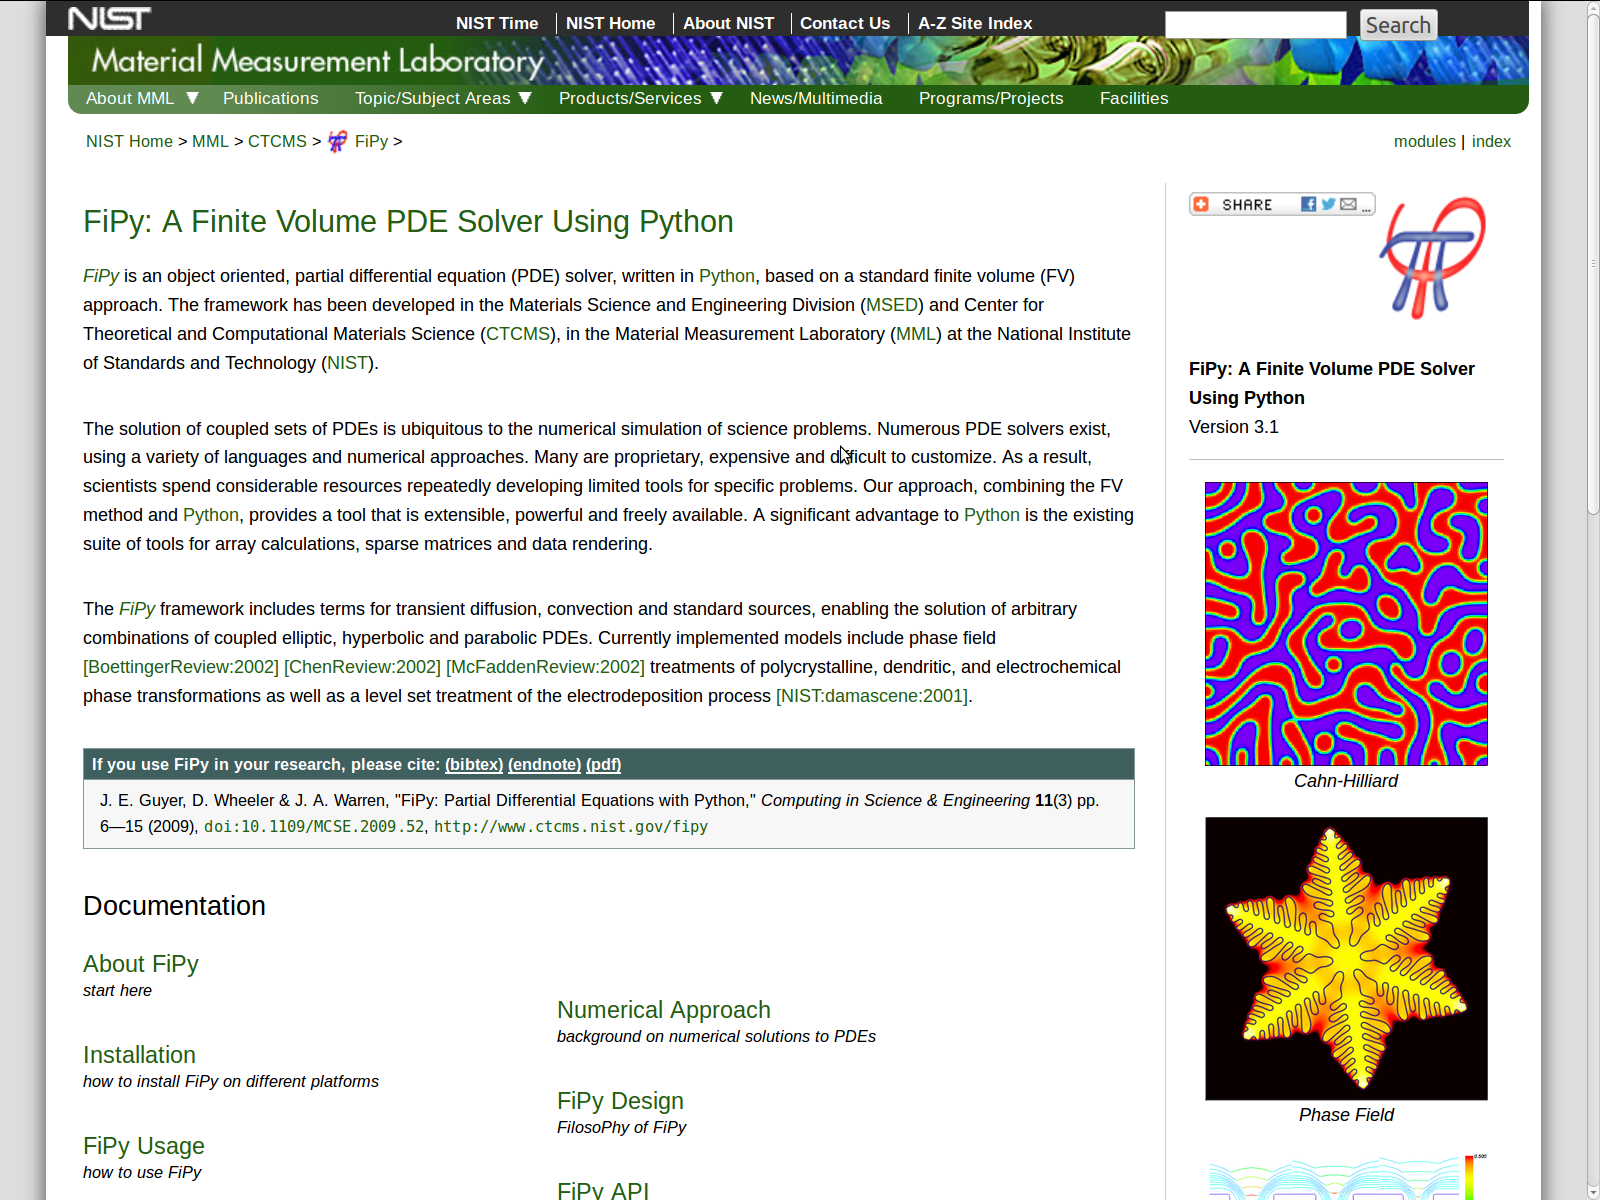 NIST
NIST Time NIST Home About NIST Contact Us A-Z Site Index Search
Material Measurement Laboratory
About MML Publications Topic/Subject Areas Products/Services News/Multimedia Programs/Projects Facilities
NIST Home > MML > CTCMS > FiPy > modules | index
FiPy: A Finite Volume PDE Solver Using Python
FiPy is an object oriented, partial differential equation (PDE) solver, written in Python, based on a standard finite volume (FV)
approach. The framework has been developed in the Materials Science and Engineering Division (MSED) and Center for
Theoretical and Computational Materials Science (CTCMS), in the Material Measurement Laboratory (MML) at the National Institute
of Standards and Technology (NIST).
The solution of coupled sets of PDEs is ubiquitous to the numerical simulation of science problems. Numerous PDE solvers exist,
using a variety of languages and numerical approaches. Many are proprietary, expensive and difficult to customize. As a result,
scientists spend considerable resources repeatedly developing limited tools for specific problems. Our approach, combining the FV
method and Python, provides a tool that is extensible, powerful and freely available. A significant advantage to Python is the existing
suite of tools for array calculations, sparse matrices and data rendering.
The FiPy framework includes terms for transient diffusion, convection and standard sources, enabling the solution of arbitrary
combinations of coupled elliptic, hyperbolic and parabolic PDEs. Currently implemented models include phase field
[BoettingerReview:2002] [ChenReview:2002] [McFaddenReview:2002] treatments of polycrystalline, dendritic, and electrochemical
phase transformations as well as a level set treatment of the electrodeposition process [NIST:damascene:2001].
If you use FiPy in your research, please cite: (bibtex) (endnote) (pdf)
J. E. Guyer, D. Wheeler & J. A. Warren, "FiPy: Partial Differential Equations with Python," Computing in Science & Engineering 11(3) pp.
6—15 (2009), doi:10.1109/MCSE.2009.52, http://www.ctcms.nist.gov/fipy
Documentation
About FiPy
start here
Installation
how to install FiPy on different platforms
FiPy Usage
how to use FiPy
Numerical Approach
background on numerical solutions to PDEs
FiPy Design
FilosoPhy of FiPy
FiPy API
SHARE ...
FiPy: A Finite Volume PDE Solver
Using Python
Version 3.1
Cahn-Hilliard
Phase Field